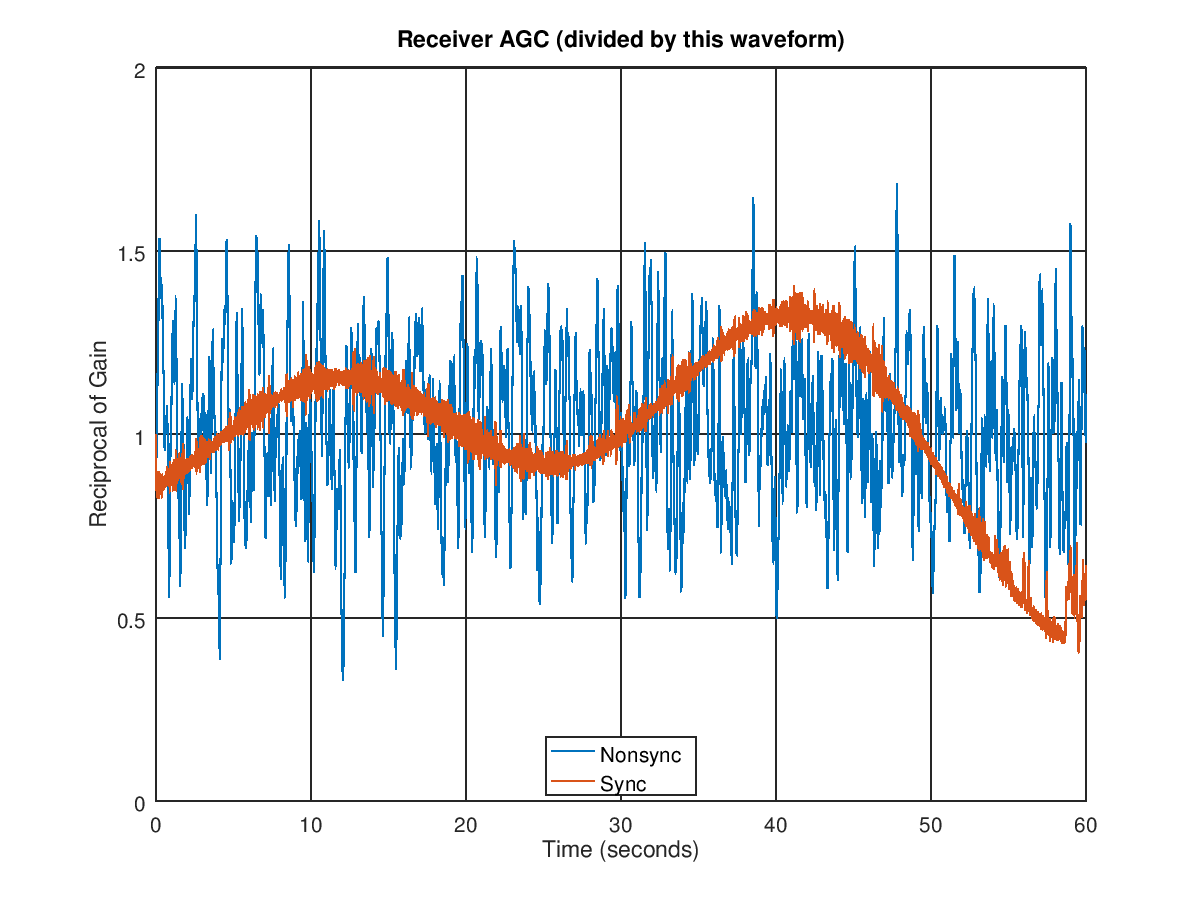 Receiver AGC (divided by this waveform)
2
1.5
1
0.5
0
Reciprocal of Gain
Nonsync
Sync
0 10 20 30 40 50 60
Time (seconds)